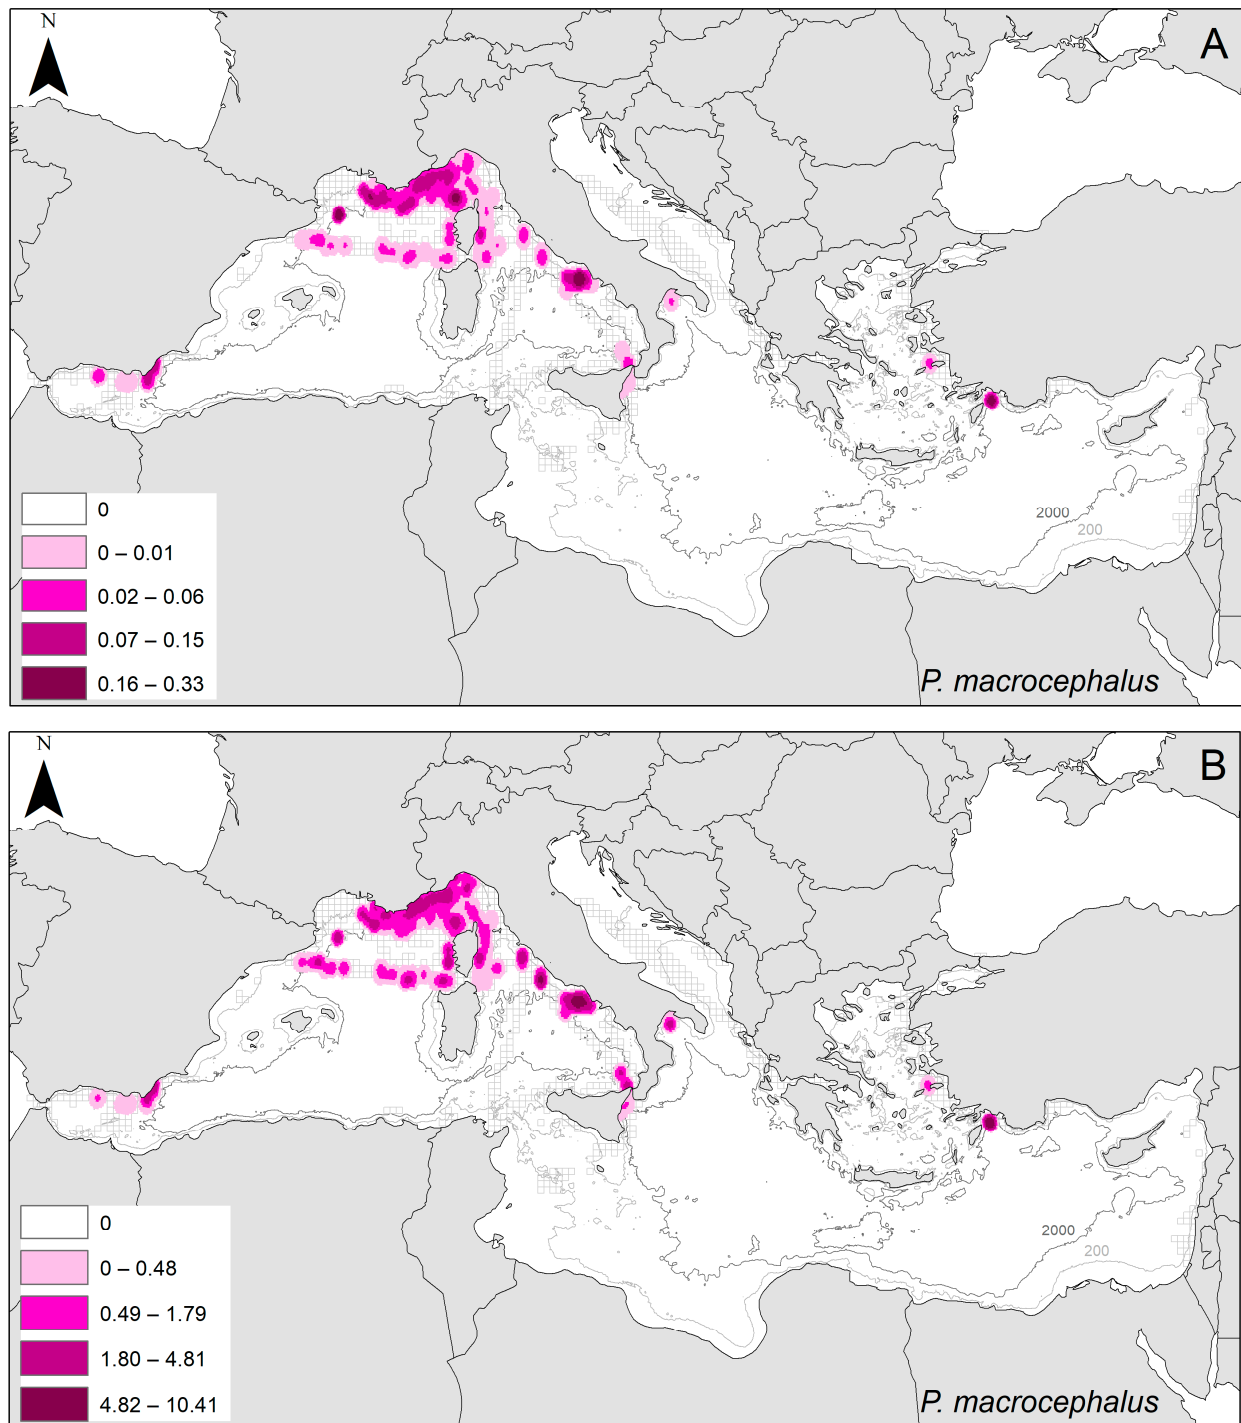 N
A
0
0 – 0.01
0.02 – 0.06
0.07 – 0.15
0.16 – 0.33
2000
200
P. macrocephalus
N
B
0
0 – 0.48
0.49 – 1.79
1.80 – 4.81
4.82 – 10.41
2000
200
P. macrocephalus